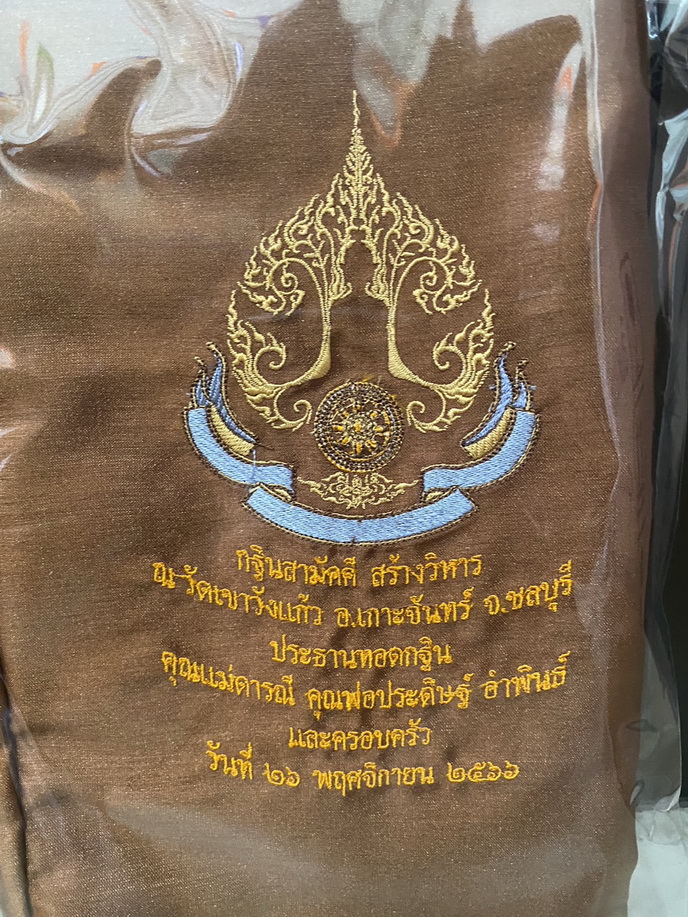 กฐินสามัคคี สร้างวิหาร
ณ วัดเขาวังแก้ว อ.เกาะจันทร์ จ.ชลบุรี
ประธานทอดกฐิน
คุณแม่ดารณี คุณพ่อประดิษฐ์ อ่ำพินธ์
และครอบครัว
วันที่ ๒๖ พฤศจิกายน ๒๕๖๖